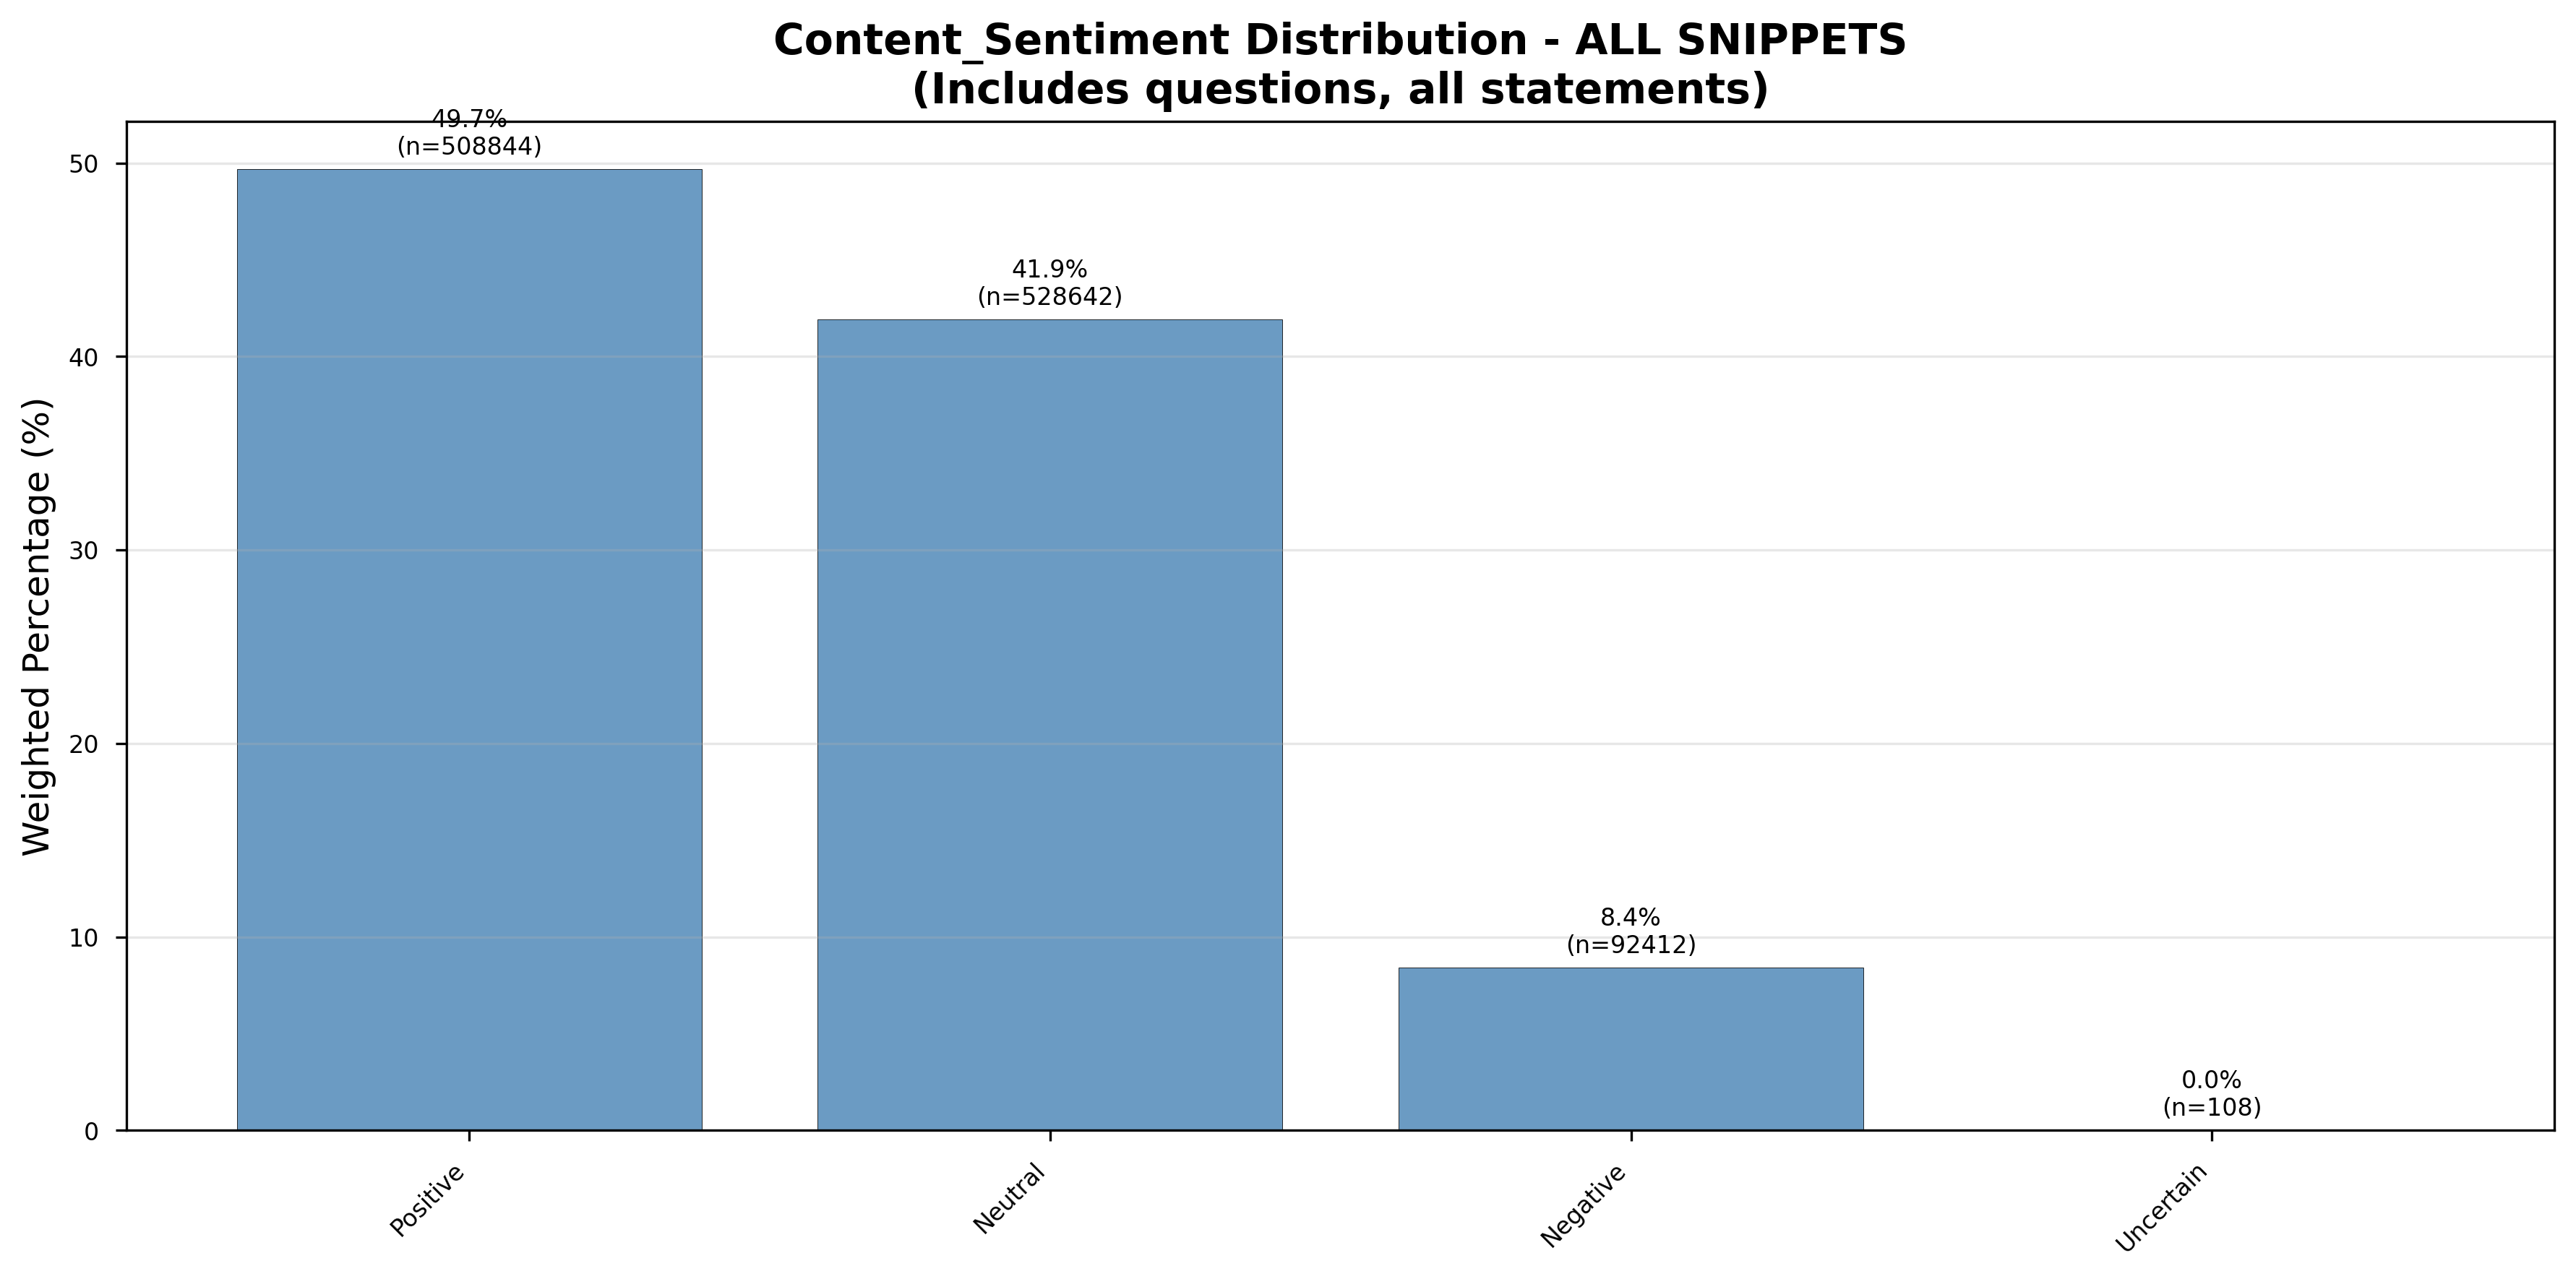 Content_Sentiment Distribution - ALL SNIPPETS
(Includes questions, all statements)
Weighted Percentage (%)
50
40
30
20
10
0
49.7%
(n=508844)
41.9%
(n=528642)
8.4%
(n=92412)
0.0%
(n=108)
Positive
Neutral
Negative
Uncertain